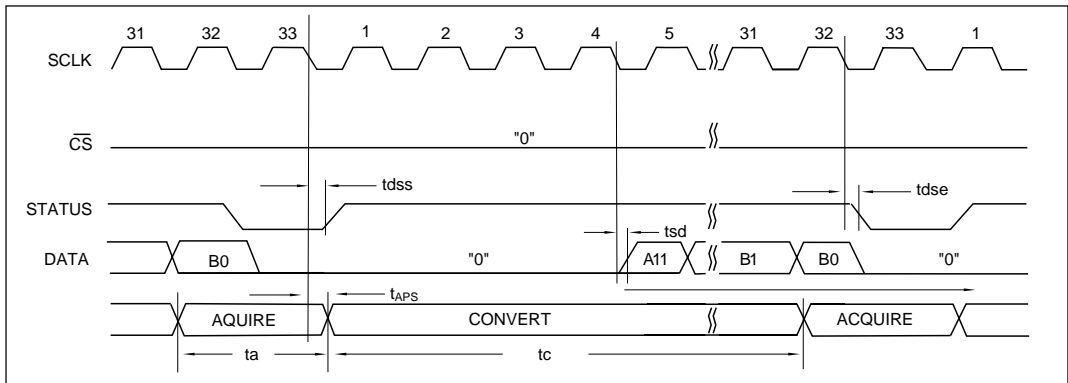 31 32 33 1 2 3 4 5 31 32 33 1
SCLK
CS "0"
tdss tdse
STATUS
tsd
DATA B0 "0" A11 B1 B0 "0"
tAPS
AQUIRE CONVERT ACQUIRE
ta tc